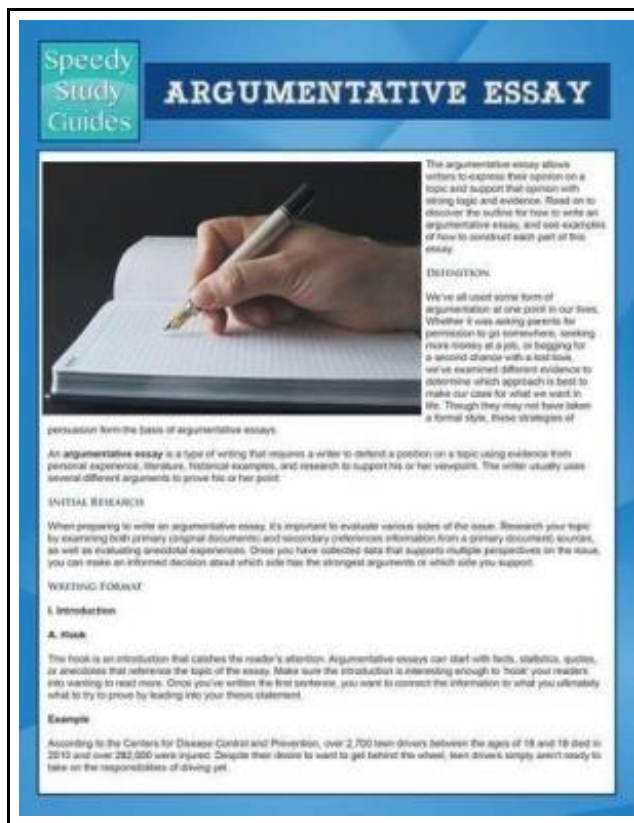 Speedy
Study
Guides
ARGUMENTATIVE ESSAY
The argumentative essay allows
writers to express their opinion on a
topic and support that opinion with
strong logic and evidence. Read on to
discover the outline for how to write an
argumentative essay, and see examples
of how to construct each part of this
essay.
DEFINITION
We've all used some form of
argumentation at one point in our lives.
Whether it was asking parents for
permission to go somewhere, seeking
more money at a job, or begging for
a second chance with a lost love,
we've examined different evidence to
determine which approach is best to
make our case for what we want in
life. Though they may not have taken
a formal style, these strategies of
persuasion form the basis of argumentative essays.
An argumentative essay is a type of writing that requires a writer to defend a position on a topic using evidence from
personal experience, literature, historical examples, and research to support his or her viewpoint. The writer usually uses
several different arguments to prove his or her point.
INITIAL RESEARCH
When preparing to write an argumentative essay, it's important to evaluate various sides of the issue. Research your topic
by examining both primary (original documents) and secondary (references information from a primary document) sources,
as well as evaluating anecdotal experiences. Once you have collected data that supports multiple perspectives on the issue,
you can make an informed decision about which side has the strongest arguments or which side you support.
WRITING FORMAT
I. Introduction
A. Hook
The hook is an introduction that catches the reader's attention. Argumentative essays can start with facts, statistics, quotes,
or anecdotes that reference the topic of the essay. Make sure the introduction is interesting enough to 'hook' your readers
into wanting to read more. Once you've written the first sentence, you want to connect the information to what you ultimately
what to try to prove by leading into your thesis statement.
Example
According to the Centers for Disease Control and Prevention, over 2,700 teen drivers between the ages of 16 and 19 died in
2010 and over 282,000 were injured. Despite their desire to want to get behind the wheel, teen drivers simply aren't ready to
take on the responsibilities of driving yet.